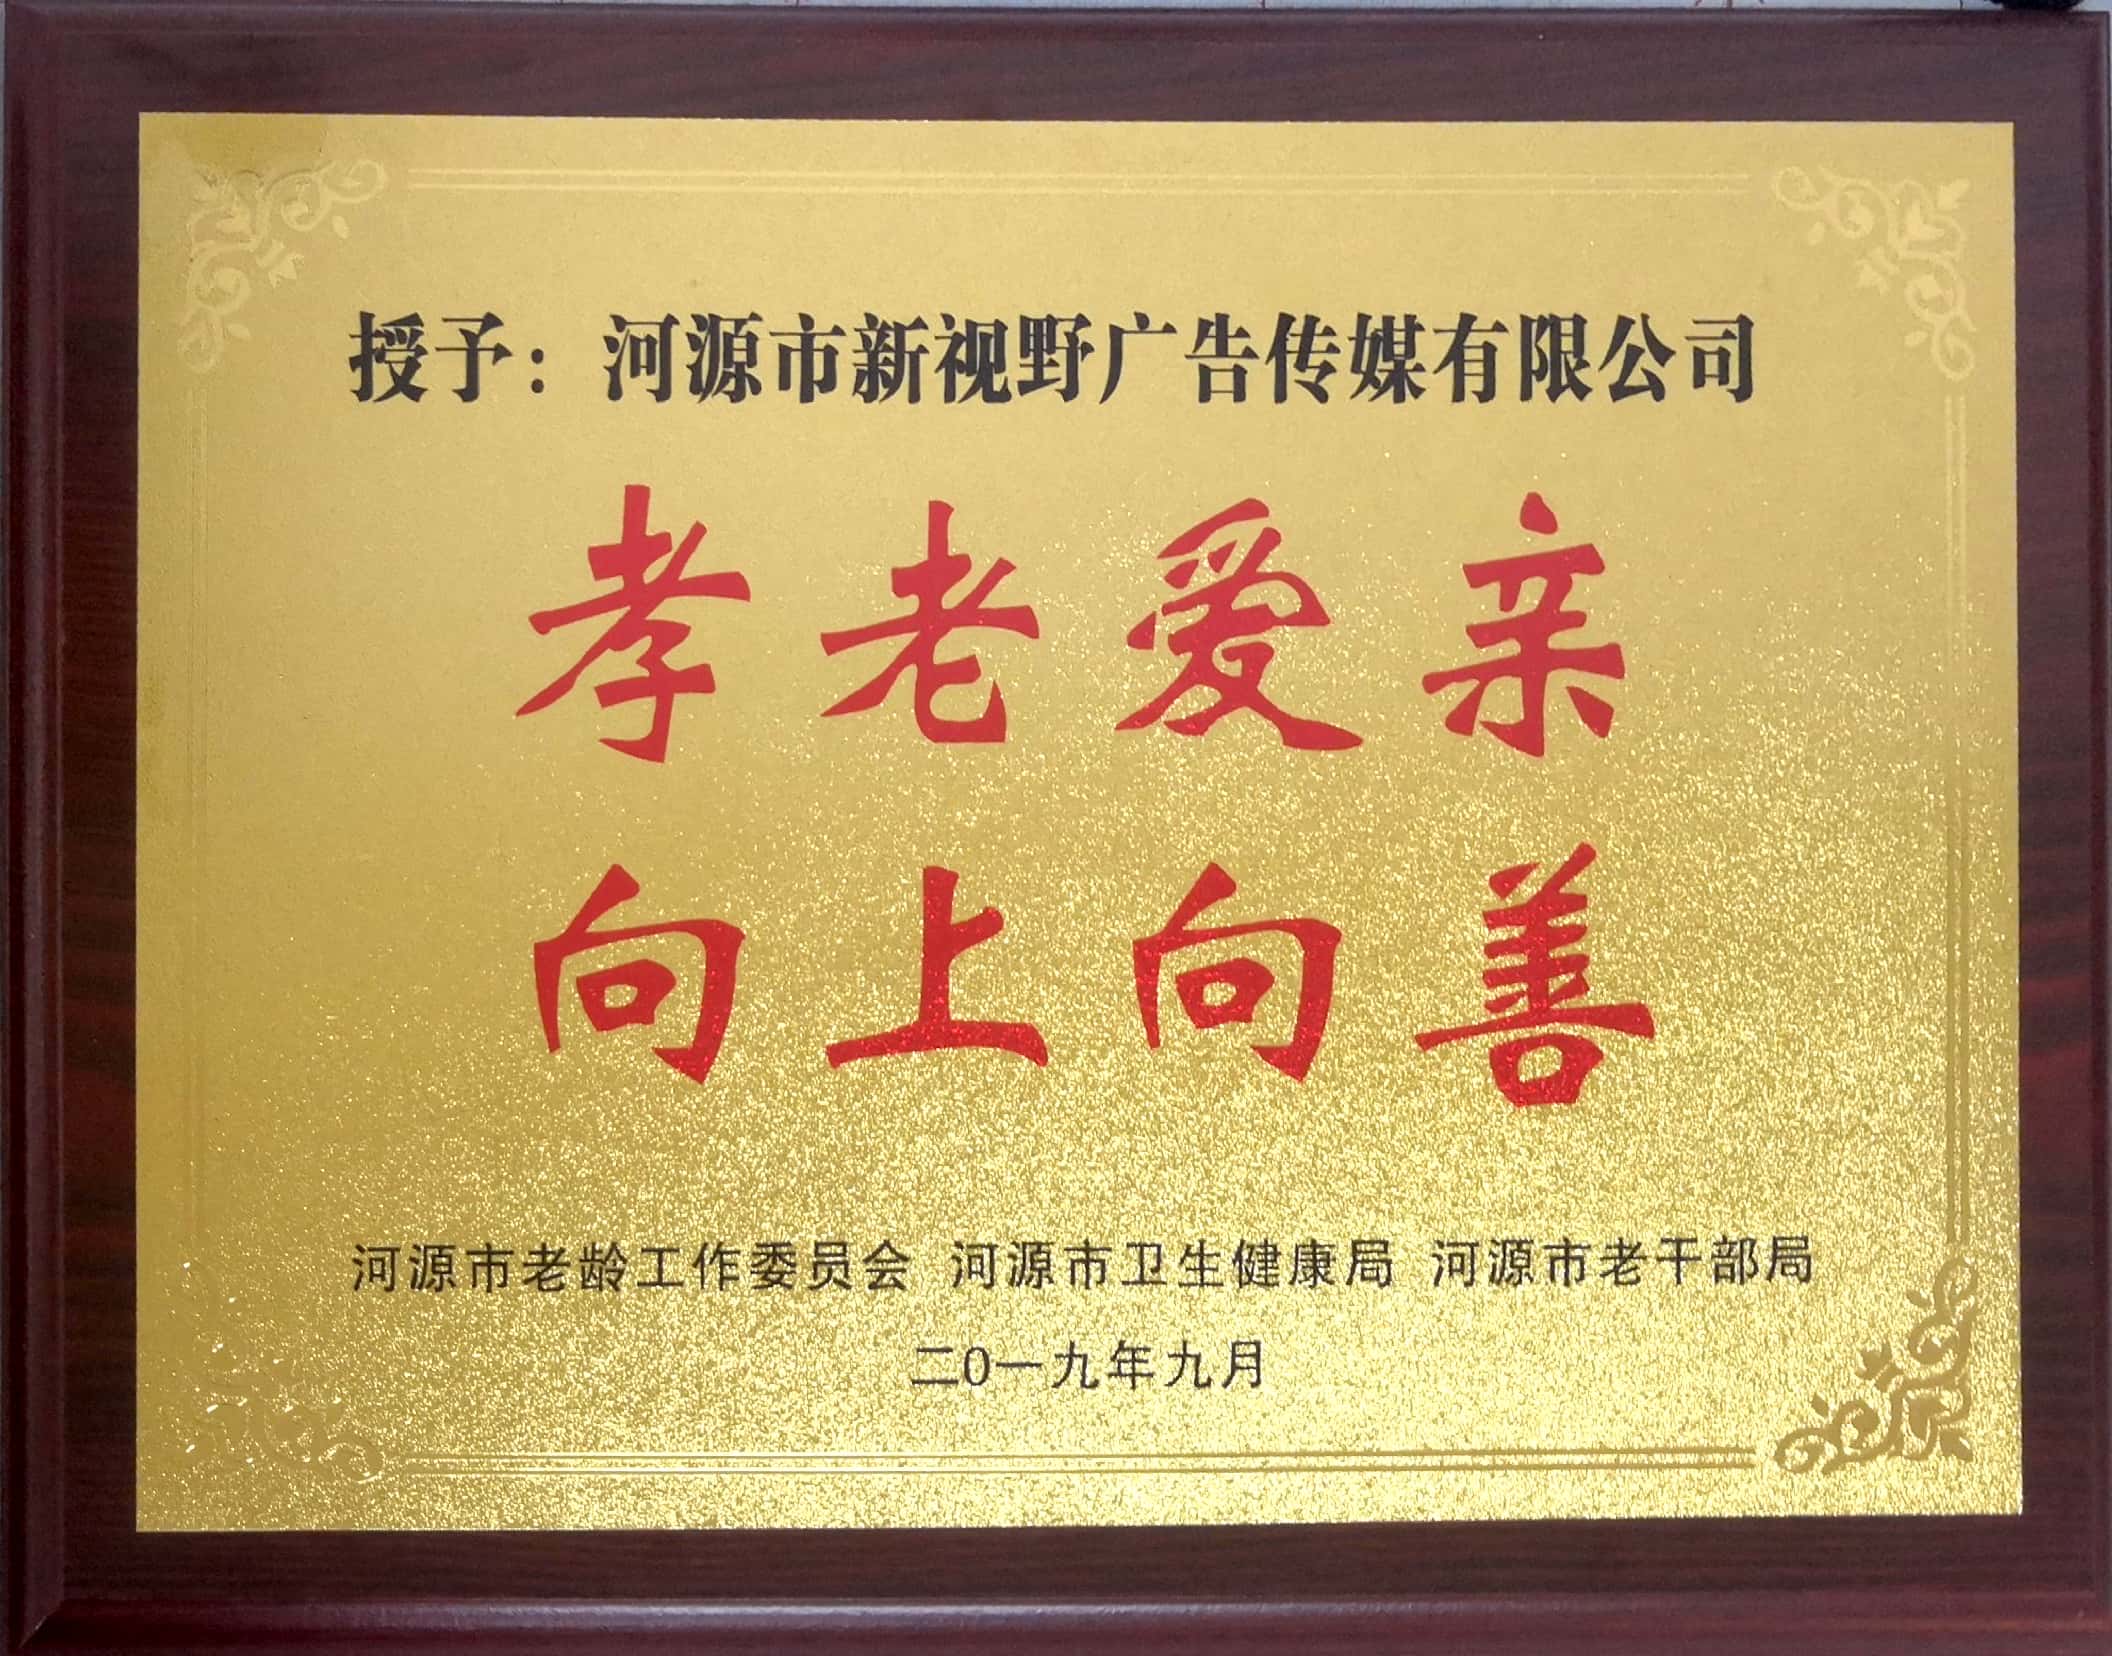 授予：河源市新视野广告传媒有限公司
孝老爱亲
向上向善
河源市老龄工作委员会 河源市卫生健康局 河源市老干部局
二0一九年九月